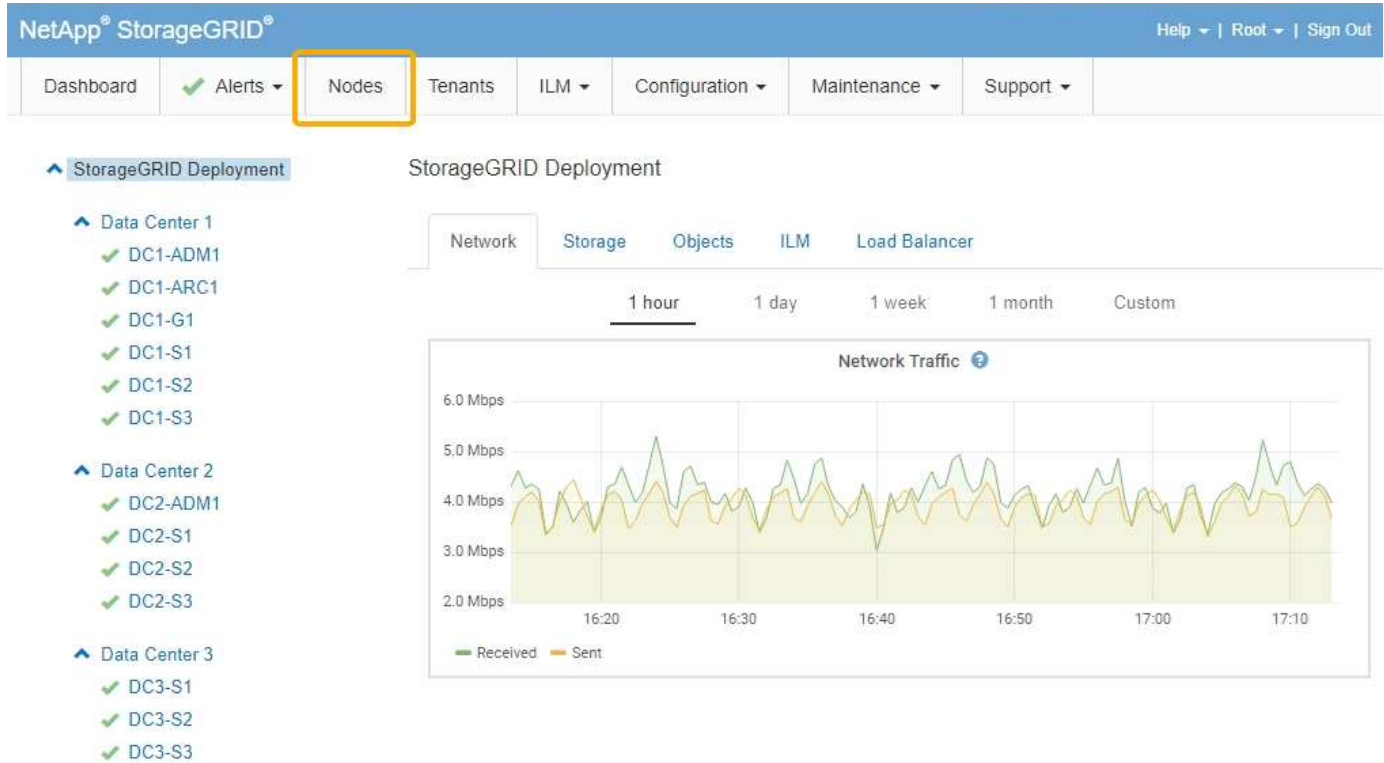 NetApp® StorageGRID®
Help | Root | Sign Out
Dashboard Alerts Nodes Tenants ILM Configuration Maintenance Support
StorageGRID Deployment
Data Center 1
DC1-ADM1
DC1-ARC1
DC1-G1
DC1-S1
DC1-S2
DC1-S3
Data Center 2
DC2-ADM1
DC2-S1
DC2-S2
DC2-S3
Data Center 3
DC3-S1
DC3-S2
DC3-S3
StorageGRID Deployment
Network Storage Objects ILM Load Balancer
1 hour 1 day 1 week 1 month Custom
Network Traffic ?
6.0 Mbps
5.0 Mbps
4.0 Mbps
3.0 Mbps
2.0 Mbps
16:20 16:30 16:40 16:50 17:00 17:10
Received Sent